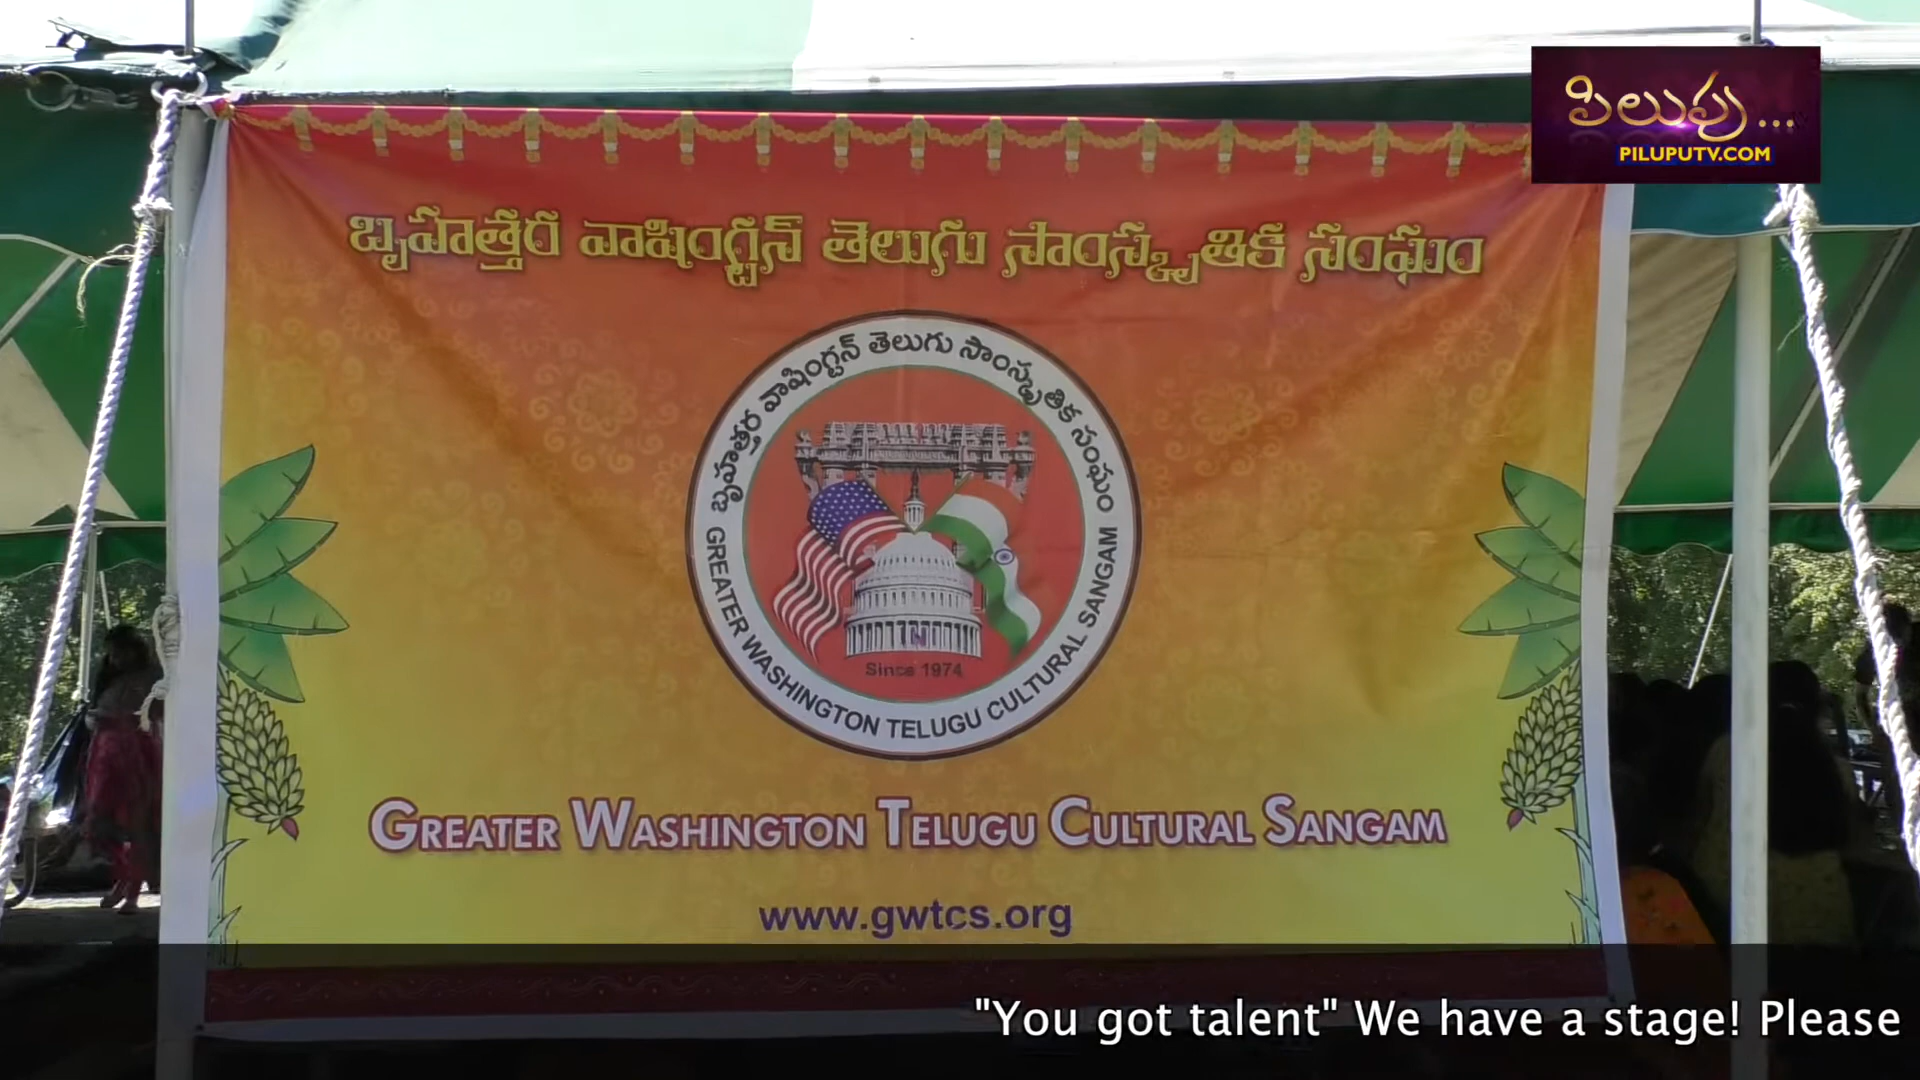 పిలుపు...
PILUPUTV.COM
బృహత్తర వాషింగ్టన్ తెలుగు సాంస్కృతిక సంఘం
బృహత్తర వాషింగ్టన్ తెలుగు సాంస్కృతిక సంఘం
Since 1974
GREATER WASHINGTON TELUGU CULTURAL SANGAM
GREATER WASHINGTON TELUGU CULTURAL SANGAM
www.gwtcs.org
"You got talent" We have a stage! Please